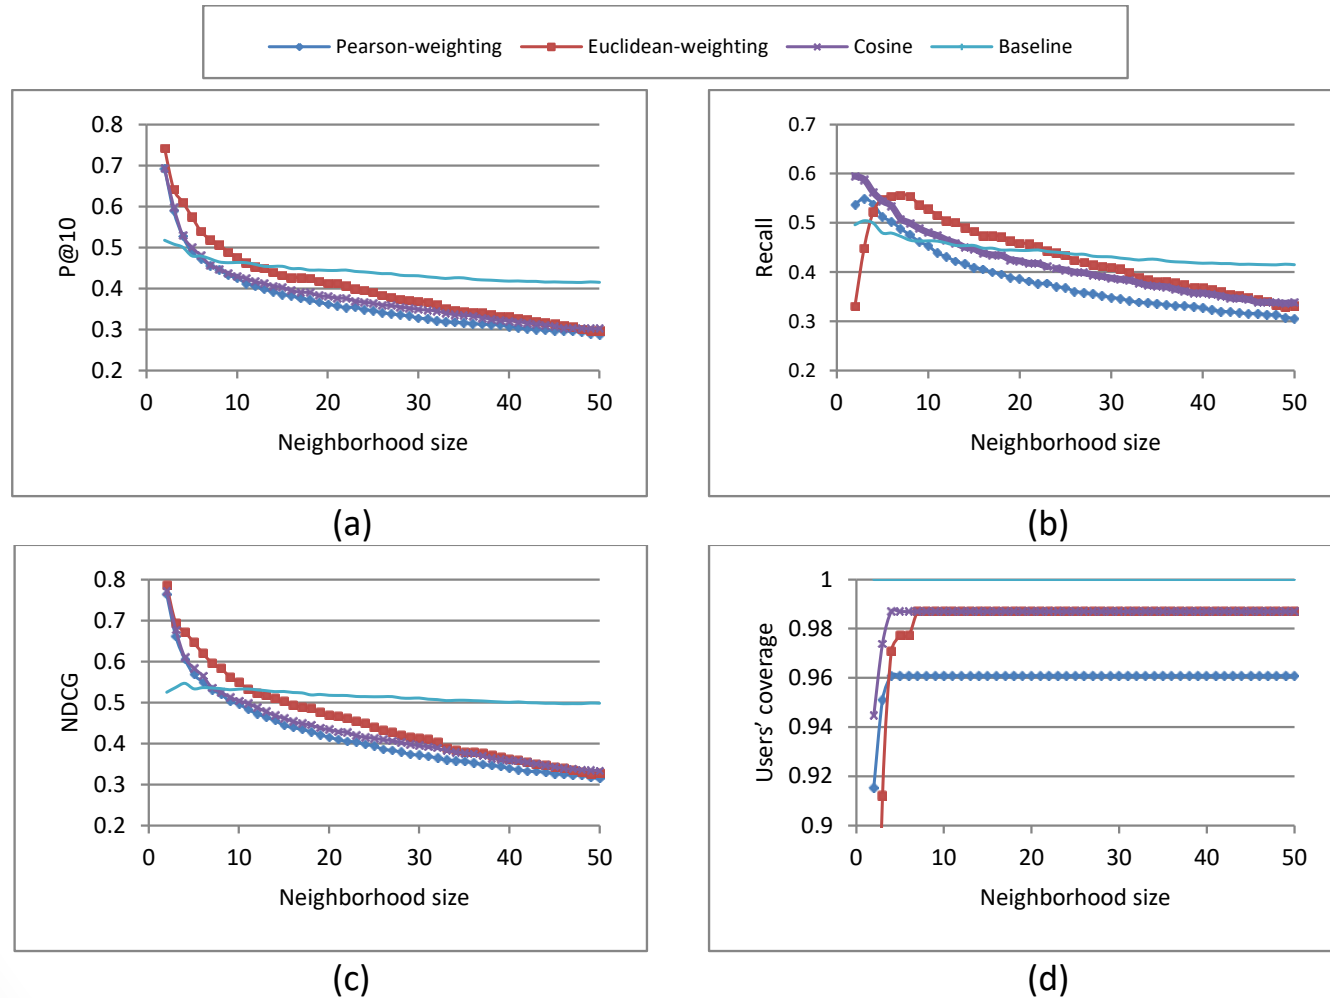 Pearson-weighting Euclidean-weighting Cosine Baseline
0.8
0.7
0.6
0.5
0.4
0.3
0.2
P@10
0 10 20 30 40 50
Neighborhood size
(a)
0.7
0.6
0.5
0.4
0.3
0.2
Recall
0 10 20 30 40 50
Neighborhood size
(b)
0.8
0.7
0.6
0.5
0.4
0.3
0.2
NDCG
0 10 20 30 40 50
Neighborhood size
(c)
1
0.98
0.96
0.94
0.92
0.9
Users’ coverage
0 10 20 30 40 50
Neighborhood size
(d)